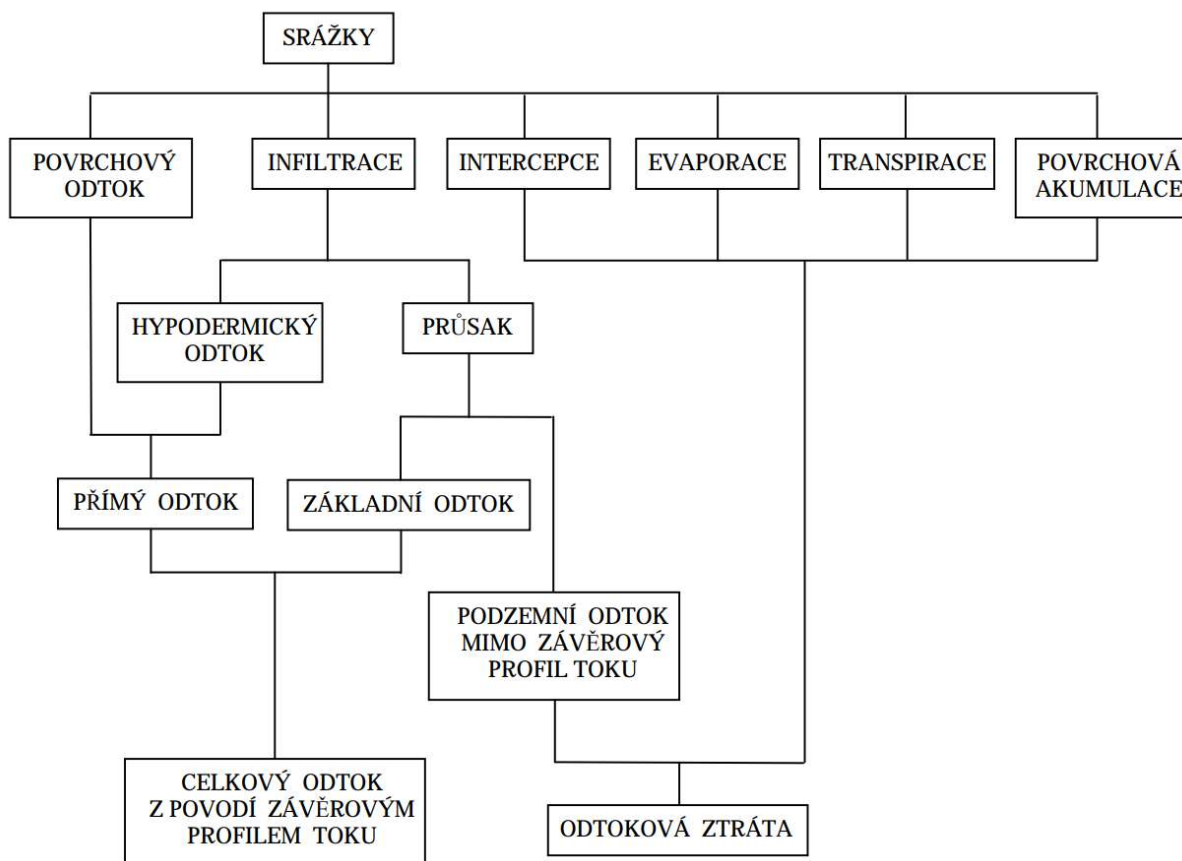 SRÁŽKY
POVRCHOVÝ
ODTOK
INFILTRACE
INTERCEPCE
EVAPORACE
TRANSPIRACE
POVRCHOVÁ
AKUMULACE
HYPODERMICKÝ
ODTOK
PRŮSAK
PŘÍMÝ ODTOK
ZÁKLADNÍ ODTOK
PODZEMNÍ ODTOK
MIMO ZÁVĚROVÝ
PROFIL TOKU
CELKOVÝ ODTOK
Z POVODÍ ZÁVĚROVÝM
PROFILEM TOKU
ODTOKOVÁ ZTRÁTA